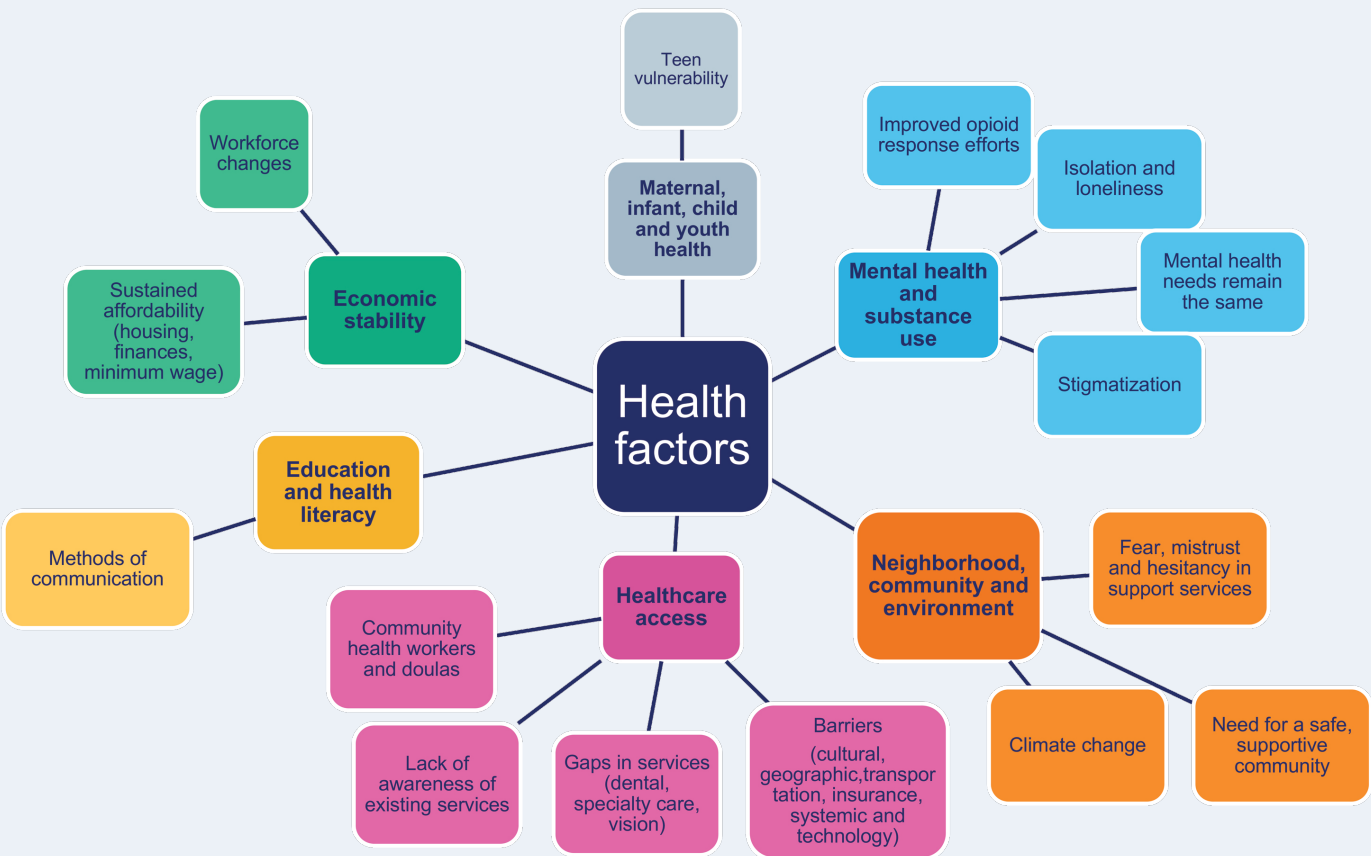 Teen
vulnerability
Maternal,
infant, child
and youth
health
Workforce
changes
Sustained
affordability
(housing,
finances,
minimum wage)
Economic
stability
Improved opioid
response efforts
Isolation and
loneliness
Mental health
needs remain
the same
Stigmatization
Mental health
and
substance
use
Health
factors
Education
and health
literacy
Methods of
communication
Healthcare
access
Community
health workers
and doulas
Lack of
awareness of
existing services
Gaps in services
(dental,
specialty care,
vision)
Barriers
(cultural,
geographic,transpor
tation, insurance,
systemic and
technology)
Neighborhood,
community and
environment
Fear, mistrust
and hesitancy in
support services
Climate change
Need for a safe,
supportive
community